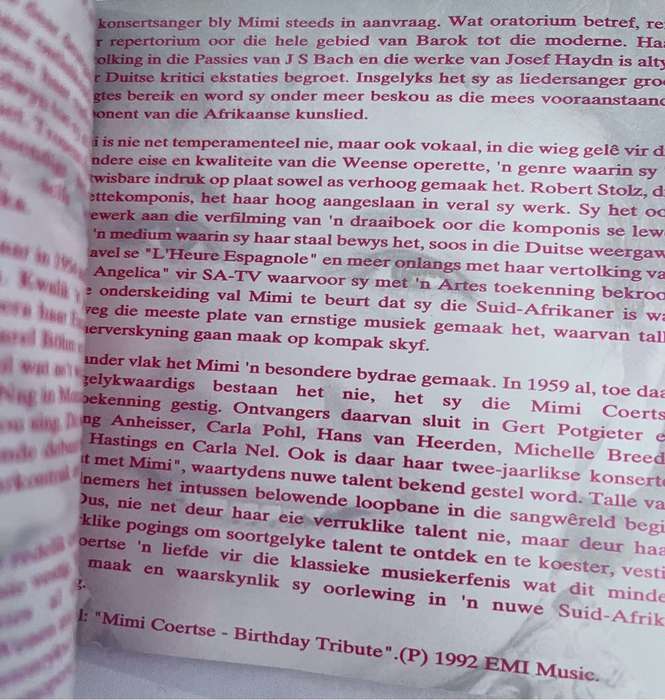 konsertsanger bly Mimi steeds in aanvraag. Wat oratorium betref, re
repertorium oor die hele gebied van Barok tot die moderne. Ha
olking in die Passies van J S Bach en die werke van Josef Haydn is alty
r Duitse kritici ekstaties begroet. Insgelyks het sy as liedersanger gro
gtes bereik en word sy onder meer beskou as die mees vooraanstaand
onent van die Afrikaanse kunslied.
i is nie net temperamenteel nie, maar ook vokaal, in die wieg gelê vir d
ndere eise en kwaliteite van die Weense operette, 'n genre waarin sy
twisbare indruk op plaat sowel as verhoog gemaak het. Robert Stolz, d
ettekomponis, het haar hoog aangeslaan in veral sy werk. Sy het oo
ewerk aan die verfilming van 'n draaiboek oor die komponis se lew
'n medium waarin sy haar staal bewys het, soos in die Duitse weergaw
avel se "L'Heure Espagnole" en meer onlangs met haar vertolking va
Angelica" vir SA-TV waarvoor sy met 'n Artes toekenning bekroo
e onderskeiding val Mimi te beurt dat sy die Suid-Afrikaner is wa
weg die meeste plate van ernstige musiek gemaak het, waarvan tall
herverskyning gaan maak op kompak skyf.
ander vlak het Mimi 'n besondere bydrae gemaak. In 1959 al, toe daa
gelykwaardigs bestaan het nie, het sy die Mimi Coertse
oekenning gestig. Ontvangers daarvan sluit in Gert Potgieter e
ng Anheisser, Carla Pohl, Hans van Heerden, Michelle Breed
Hastings en Carla Nel. Ook is daar haar twee-jaarlikse konserte
t met Mimi", waartydens nuwe talent bekend gestel word. Talle va
nemers het intussen belowende loopbane in die sangwêreld begi
Dus, nie net deur haar eie verruklike talent nie, maar deur haa
klike pogings om soortgelyke talent te ontdek en te koester, vesti
oertse 'n liefde vir die klassieke musiekerfenis wat dit minde
maak en waarskynlik sy oorlewing in 'n nuwe Suid-Afrik
g.
l: "Mimi Coertse - Birthday Tribute".(P) 1992 EMI Music.